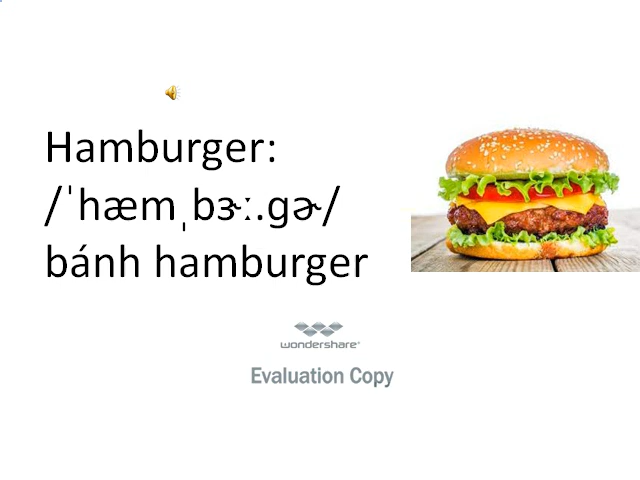 Hamburger:
/ˈhæmˌbɝː.ɡɚ/
bánh hamburger
wondershare
Evaluation Copy